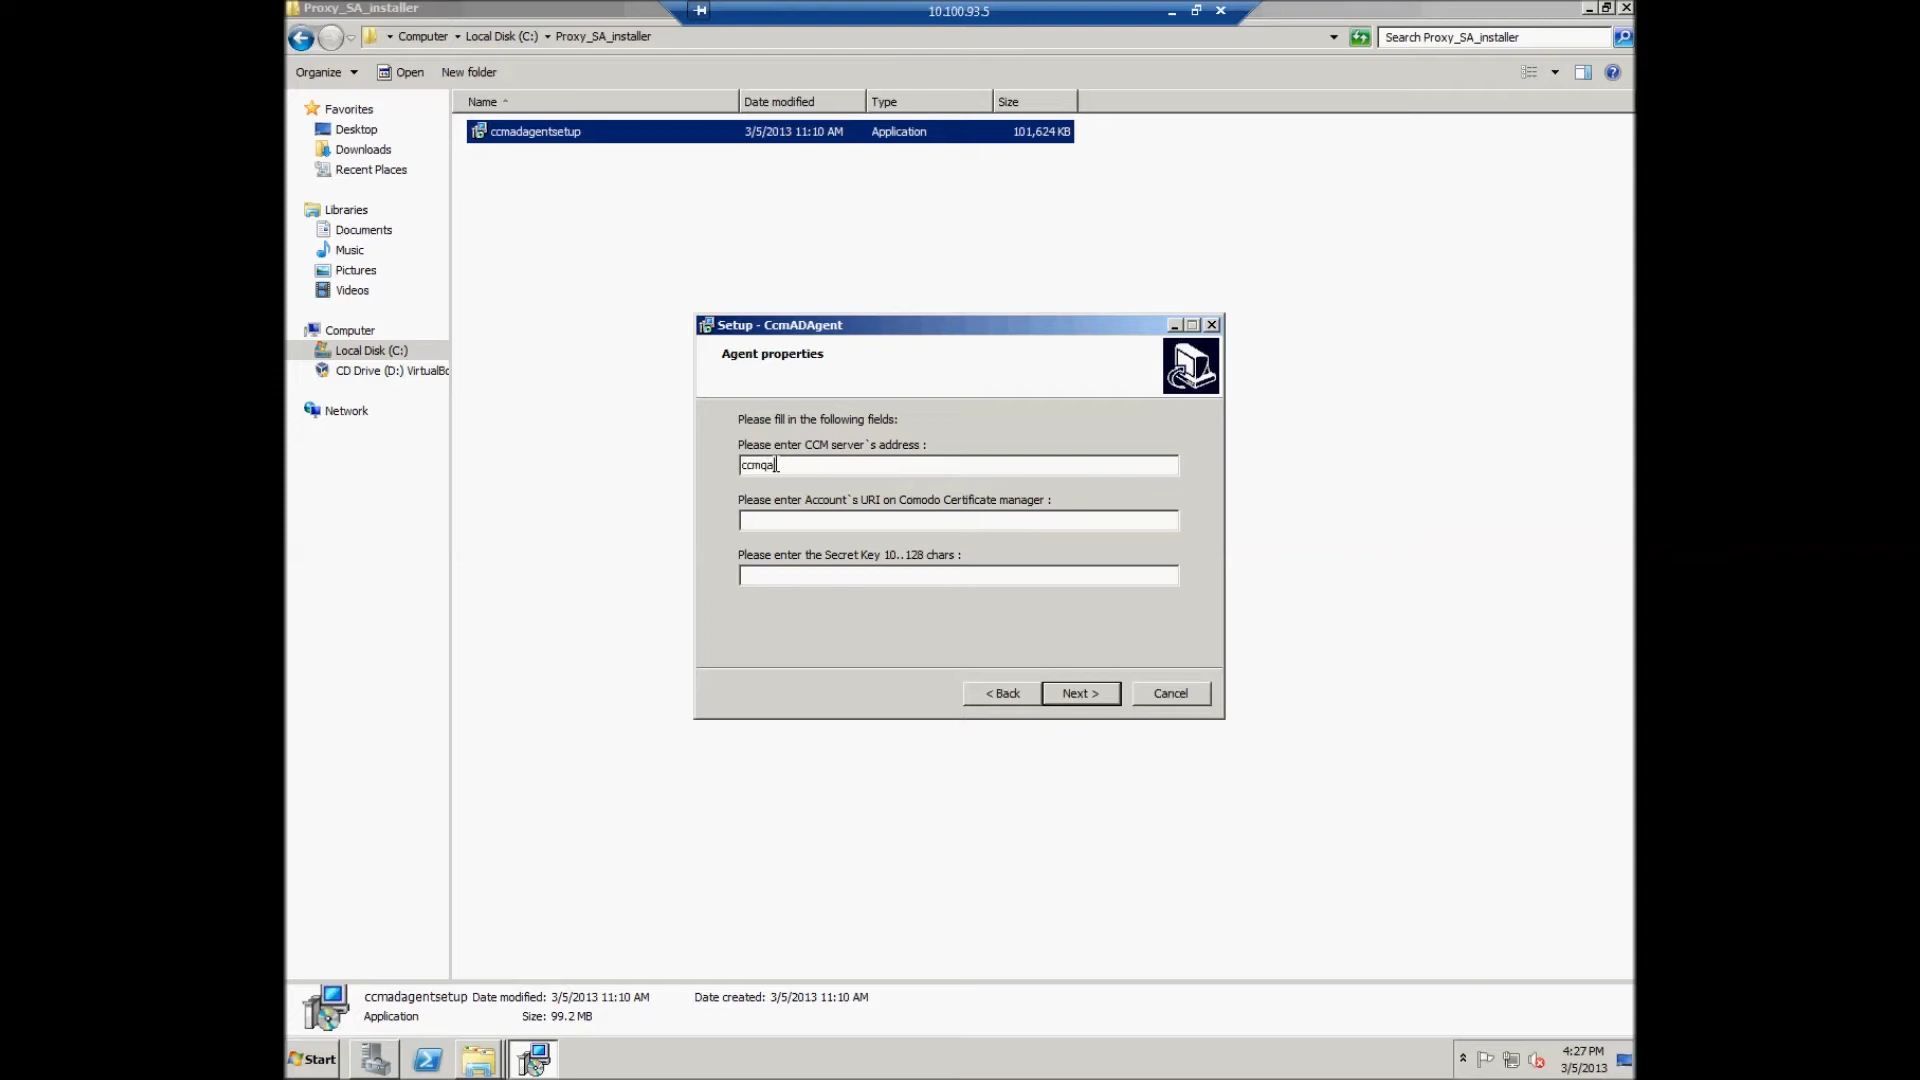 Proxy_SA_installer
10.100.93.5
Computer Local Disk (C:) Proxy_SA_installer
Search Proxy_SA_installer
Organize Open New folder
Name Date modified Type Size
ccmadagentsetup 3/5/2013 11:10 AM Application 101,624 KB
Favorites
Desktop
Downloads
Recent Places
Libraries
Documents
Music
Pictures
Videos
Computer
Local Disk (C:)
CD Drive (D:) VirtualBo
Network
Setup - CcmADAgent
Agent properties
Please fill in the following fields:
Please enter CCM server`s address :
ccmqa
Please enter Account`s URI on Comodo Certificate manager :
Please enter the Secret Key 10..128 chars :
< Back Next > Cancel
ccmadagentsetup Date modified: 3/5/2013 11:10 AM Date created: 3/5/2013 11:10 AM
Application Size: 99.2 MB
Start
4:27 PM
3/5/2013